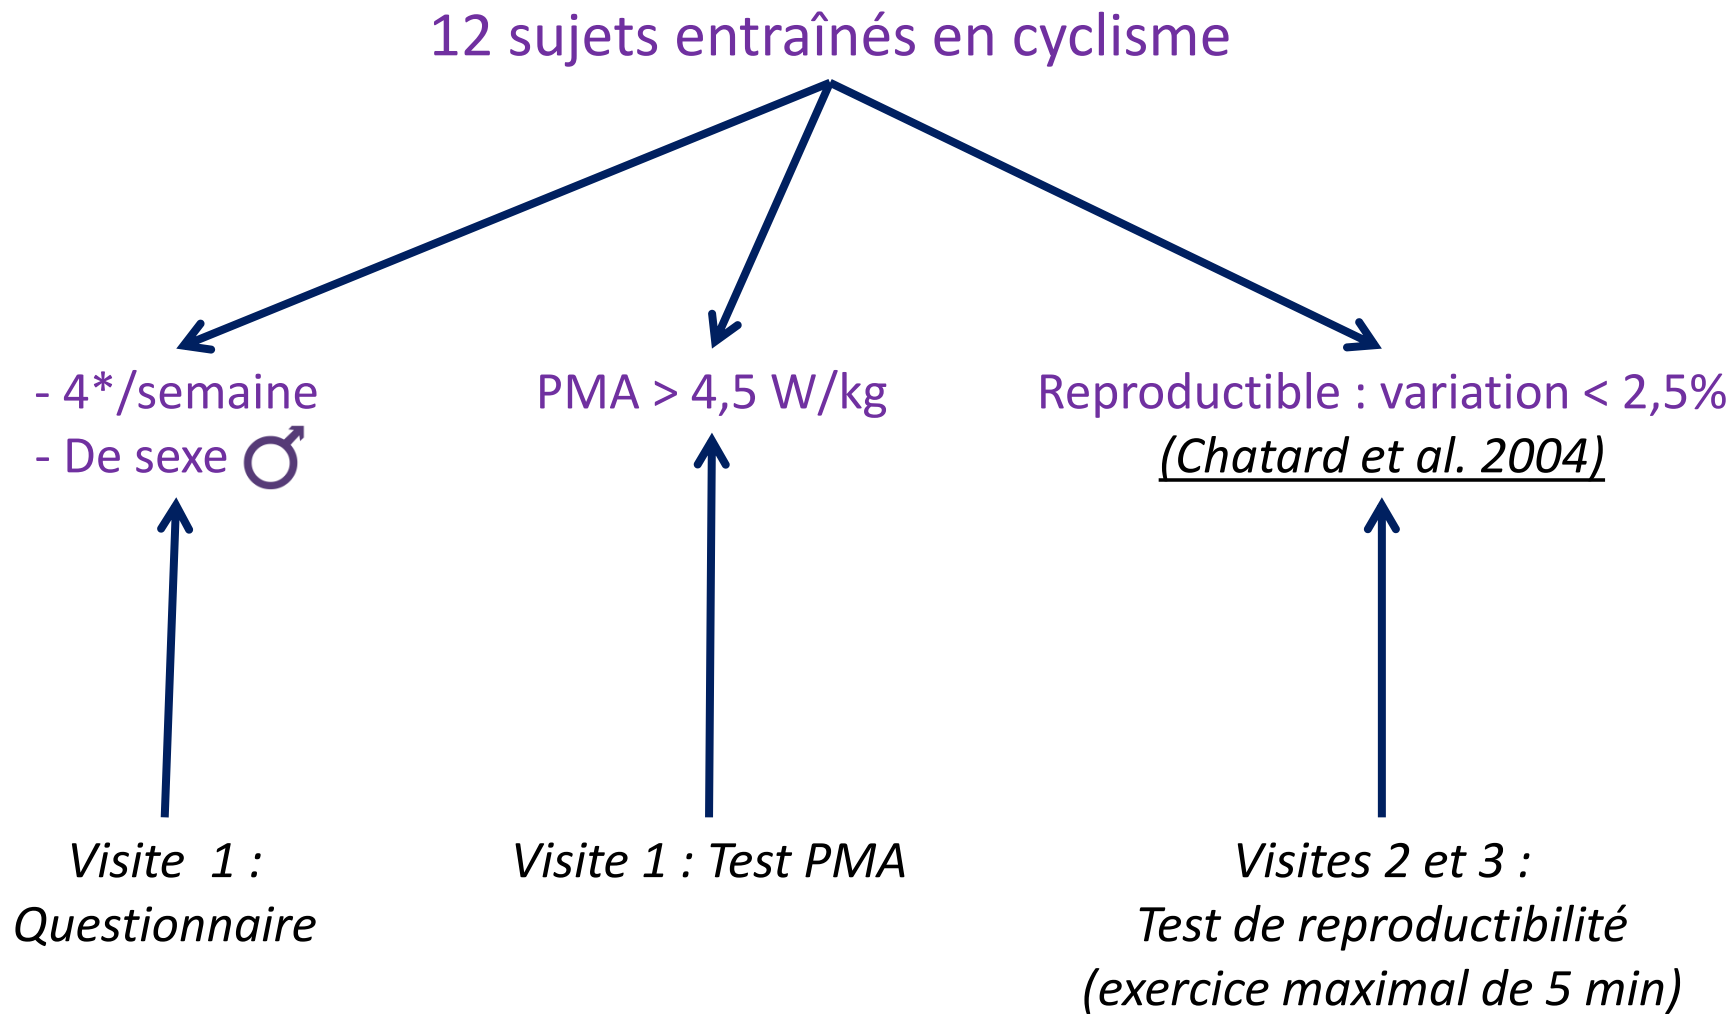 12 sujets entraînés en cyclisme
- 4*/semaine
- De sexe ♂
PMA > 4,5 W/kg
Reproductible : variation < 2,5%
(Chatard et al. 2004)
Visite 1 :
Questionnaire
Visite 1 : Test PMA
Visites 2 et 3 :
Test de reproductibilité
(exercice maximal de 5 min)